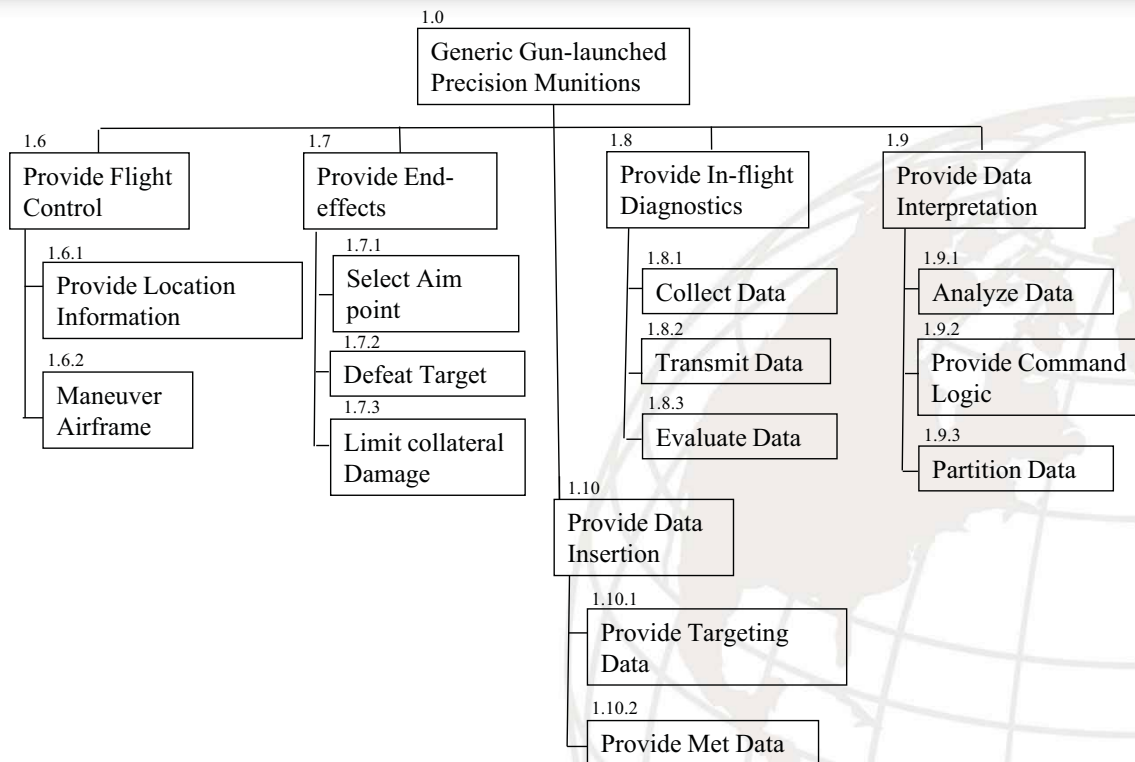 1.0
Generic Gun-launched
Precision Munitions
1.6
Provide Flight
Control
1.6.1
Provide Location
Information
1.6.2
Maneuver
Airframe
1.7
Provide End-
effects
1.7.1
Select Aim
point
1.7.2
Defeat Target
1.7.3
Limit collateral
Damage
1.8
Provide In-flight
Diagnostics
1.8.1
Collect Data
1.8.2
Transmit Data
1.8.3
Evaluate Data
1.9
Provide Data
Interpretation
1.9.1
Analyze Data
1.9.2
Provide Command
Logic
1.9.3
Partition Data
1.10
Provide Data
Insertion
1.10.1
Provide Targeting
Data
1.10.2
Provide Met Data